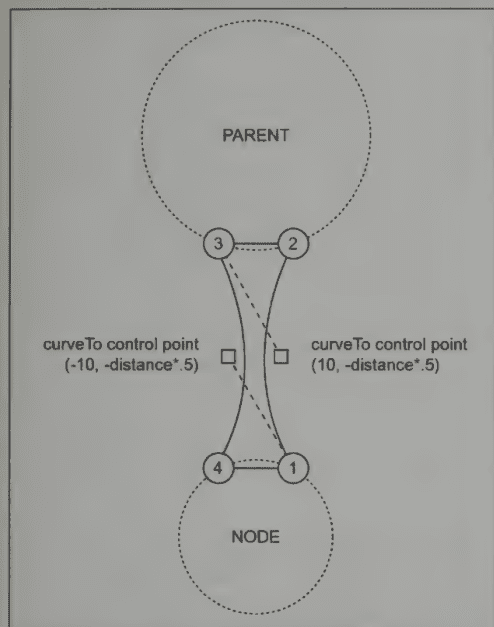 PARENT
3
2
curveTo control point
(-10, -distance*.5)
curveTo control point
(10, -distance*.5)
4
1
NODE